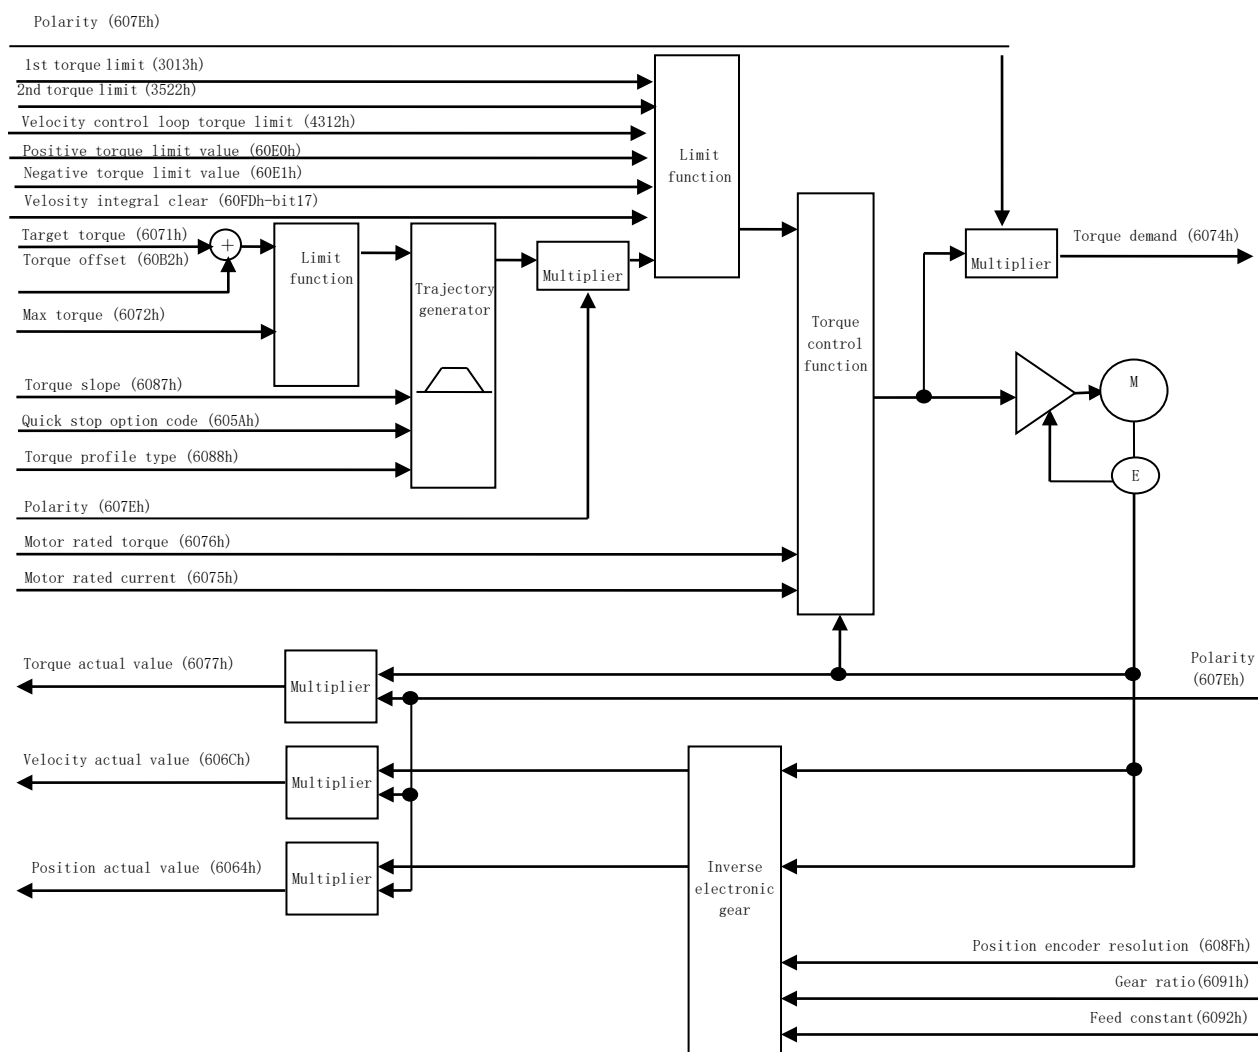 Polarity (607Eh)
1st torque limit (3013h)
2nd torque limit (3522h)
Velocity control loop torque limit (4312h)
Positive torque limit value (60E0h)
Negative torque limit value (60E1h)
Velosity integral clear (60FDh-bit17)
Limit
function
Target torque (6071h)
+
Torque offset (60B2h)
Max torque (6072h)
Limit
function
Trajectory
generator
Multiplier
Torque slope (6087h)
Quick stop option code (605Ah)
Torque profile type (6088h)
Polarity (607Eh)
Motor rated torque (6076h)
Motor rated current (6075h)
Torque
control
function
Torque demand (6074h)
Multiplier
M
E
Torque actual value (6077h)
Multiplier
Polarity
(607Eh)
Velocity actual value (606Ch)
Multiplier
Position actual value (6064h)
Multiplier
Inverse
electronic
gear
Position encoder resolution (608Fh)
Gear ratio(6091h)
Feed constant(6092h)